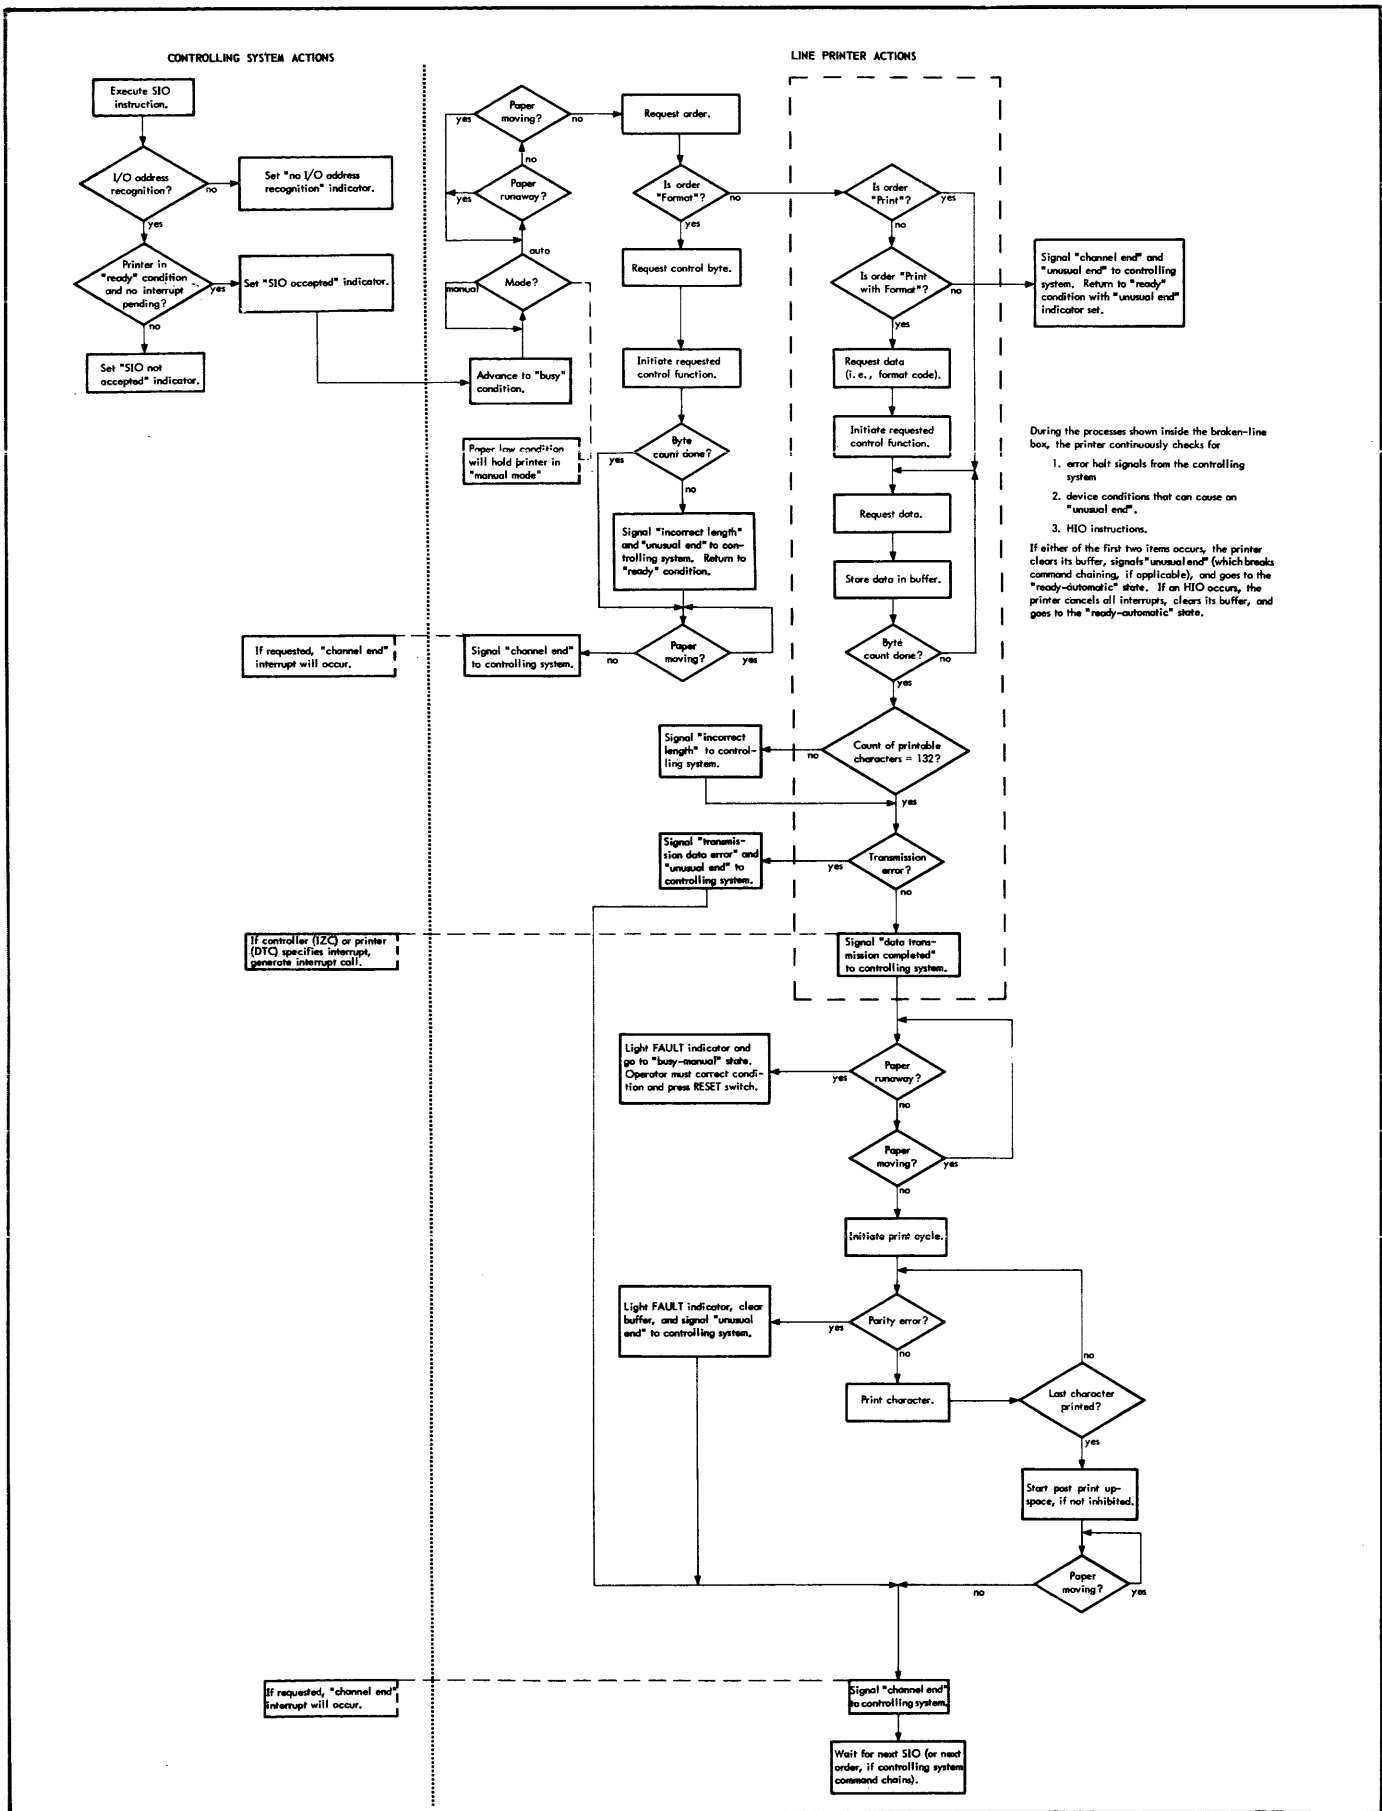 CONTROLLING SYSTEM ACTIONS
LINE PRINTER ACTIONS
Execute SIO
instruction.
I/O address
recognition?
no
yes
Set "no I/O address
recognition" indicator.
Printer in
"ready" condition
and no interrupt
pending?
yes
no
Set "SIO accepted" indicator.
Set "SIO not
accepted" indicator.
Paper
moving?
yes
no
Paper
runaway?
no
yes
auto
Mode?
manual
Advance to "busy"
condition.
Paper low condition
will hold printer in
"manual mode"
Request order.
Is order
"Format"?
no
yes
Request control byte.
Initiate requested
control function.
Byte
count done?
yes
no
Signal "incorrect length"
and "unusual end" to con-
trolling system. Return to
"ready" condition.
Paper
moving?
no
yes
Signal "channel end"
to controlling system.
If requested, "channel end"
interrupt will occur.
Is order
"Print"?
yes
no
Is order "Print
with Format"?
no
yes
Signal "channel end" and
"unusual end" to controlling
system. Return to "ready"
condition with "unusual end"
indicator set.
Request data
(i.e., format code).
Initiate requested
control function.
Request data.
Store data in buffer.
Byte
count done?
no
yes
During the processes shown inside the broken-line
box, the printer continuously checks for
1. error halt signals from the controlling
system
2. device conditions that can cause an
"unusual end".
3. HIO instructions.
If either of the first two items occurs, the printer
clears its buffer, signals "unusual end" (which breaks
command chaining, if applicable), and goes to the
"ready-automatic" state. If an HIO occurs, the
printer cancels all interrupts, clears its buffer, and
goes to the "ready-automatic" state.
Count of printable
characters = 132?
no
yes
Signal "incorrect
length" to control-
ling system.
Transmission
error?
yes
no
Signal "transmis-
sion data error" and
"unusual end" to
controlling system.
Signal "data trans-
mission completed"
to controlling system.
If controller (IZC) or printer
(DTC) specifies interrupt,
generate interrupt call.
Paper
runaway?
yes
no
Light FAULT indicator and
go to "busy-manual" state.
Operator must correct condi-
tion and press RESET switch.
Paper
moving?
yes
no
Initiate print cycle.
Parity error?
yes
no
Light FAULT indicator, clear
buffer, and signal "unusual
end" to controlling system.
Print character.
Last character
printed?
no
yes
Start post print up-
space, if not inhibited.
Paper
moving?
no
yes
Signal "channel end"
to controlling system.
If requested, "channel end"
interrupt will occur.
Wait for next SIO (or next
order, if controlling system
command chains).